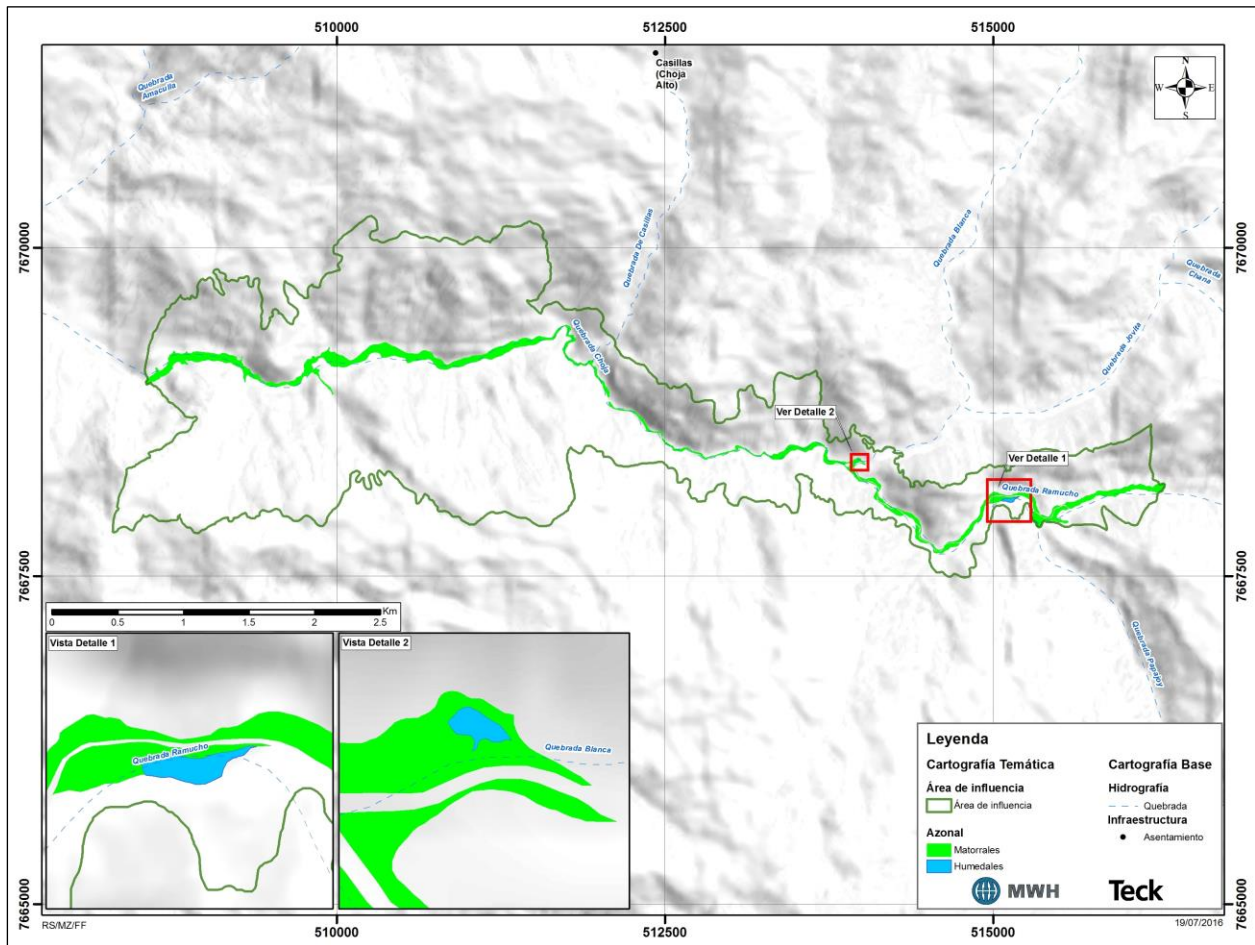 510000
512500
515000
Quebrada
Amaculla
Casillas
(Choja
Alto)
N
W
E
S
7670000
7670000
Quebrada De Casillas
Quebrada Blanca
Quebrada
Chana
Quebrada Jovita
Quebrada Choja
Ver Detalle 2
Ver Detalle 1
Quebrada Ramucho
7667500
7667500
Quebrada Papajoy
Km
0
0.5
1
1.5
2
2.5
Vista Detalle 1
Quebrada Ramucho
Vista Detalle 2
Quebrada Blanca
Leyenda
Cartografía Temática
Área de influencia
Área de influencia
Azonal
Matorrales
Humedales
Cartografía Base
Hidrografía
Quebrada
Infraestructura
Asentamiento
MWH
Teck
7665000
7665000
RS/MZ/FF
19/07/2016
510000
512500
515000